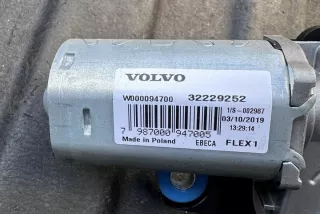 VOLVO
W000094700 32229252
1/S-002987
03/10/2019
13:29:14
7 987000 947005
Made in Poland EBECA FLEX1